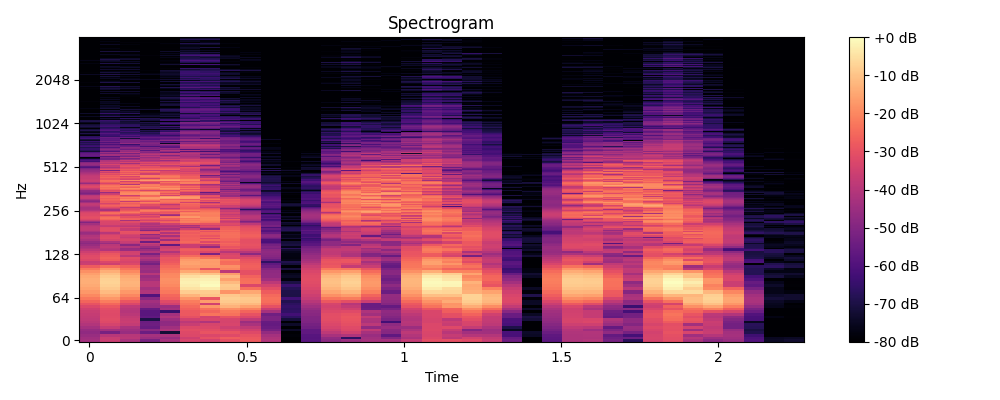 Spectrogram
Hz
2048
1024
512
256
128
64
0
0
0.5
1
1.5
2
Time
+0 dB
-10 dB
-20 dB
-30 dB
-40 dB
-50 dB
-60 dB
-70 dB
-80 dB